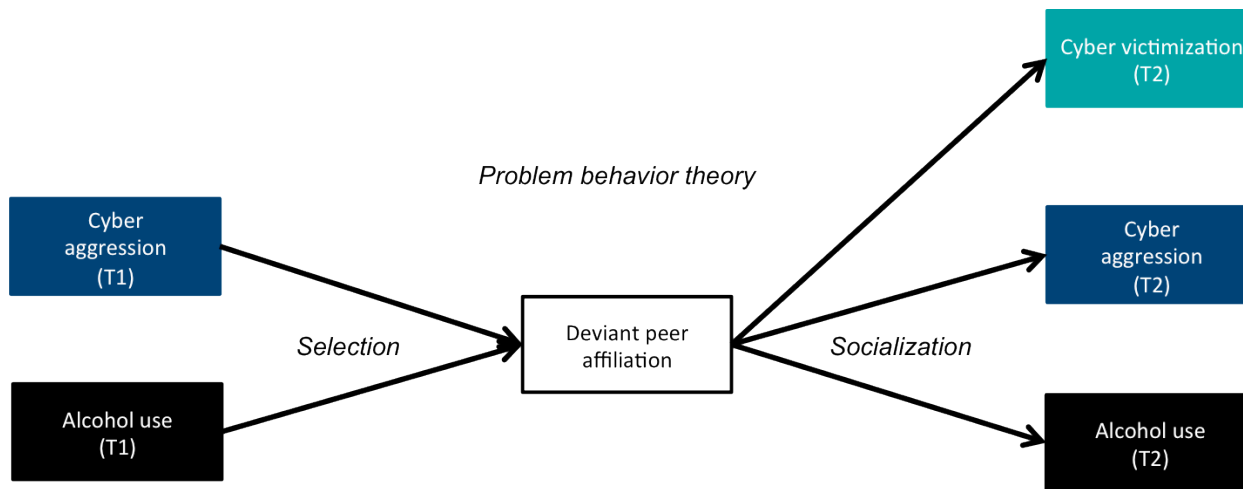 Cyber victimization
(T2)
Problem behavior theory
Cyber
aggression
(T1)
Cyber
aggression
(T2)
Selection
Deviant peer
affiliation
Socialization
Alcohol use
(T1)
Alcohol use
(T2)